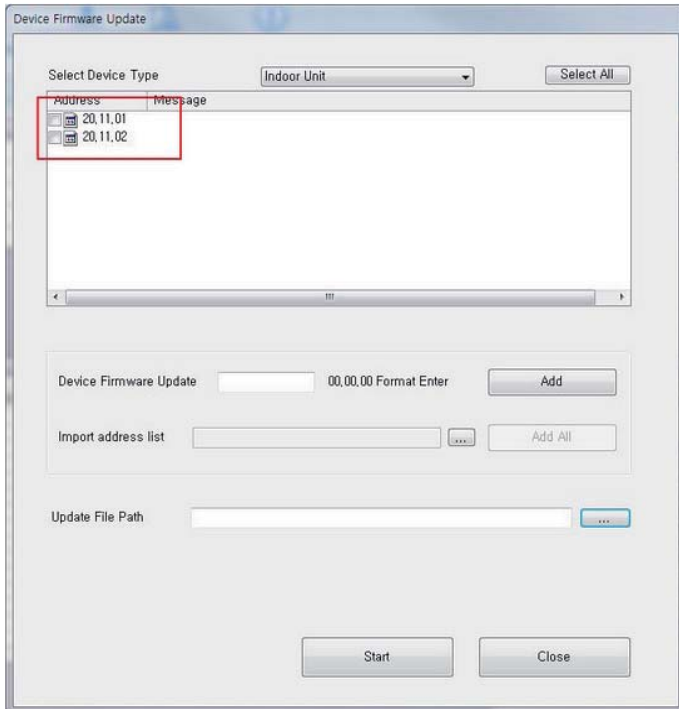 Device Firmware Update
Select Device Type Indoor Unit Select All
Address Message
20,11,01
20,11,02
Device Firmware Update 00,00,00 Format Enter Add
Import address list ... Add All
Update File Path ...
Start Close